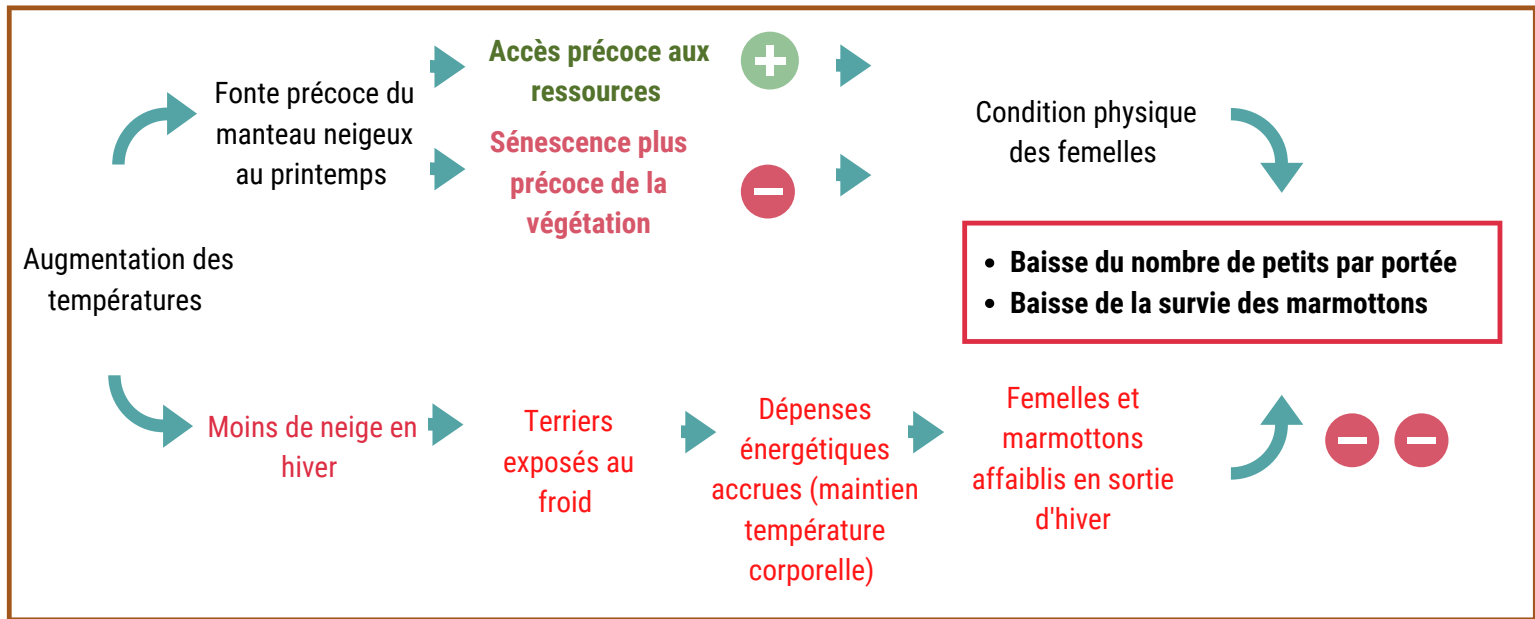 Augmentation des
températures
Fonte précoce du
manteau neigeux
au printemps
Accès précoce aux
ressources
Sénescence plus
précoce de la
végétation
Condition physique
des femelles
• Baisse du nombre de petits par portée
• Baisse de la survie des marmottons
Moins de neige en
hiver
Terriers
exposés au
froid
Dépenses
énergétiques
accrues (maintien
température
corporelle)
Femelles et
marmottons
affaiblis en sortie
d'hiver